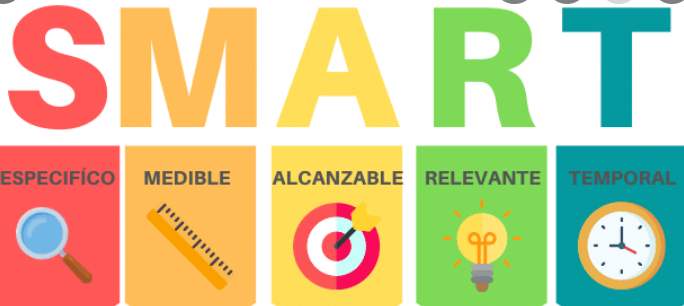 SMART
ESPECIFÍCO MEDIBLE ALCANZABLE RELEVANTE TEMPORAL